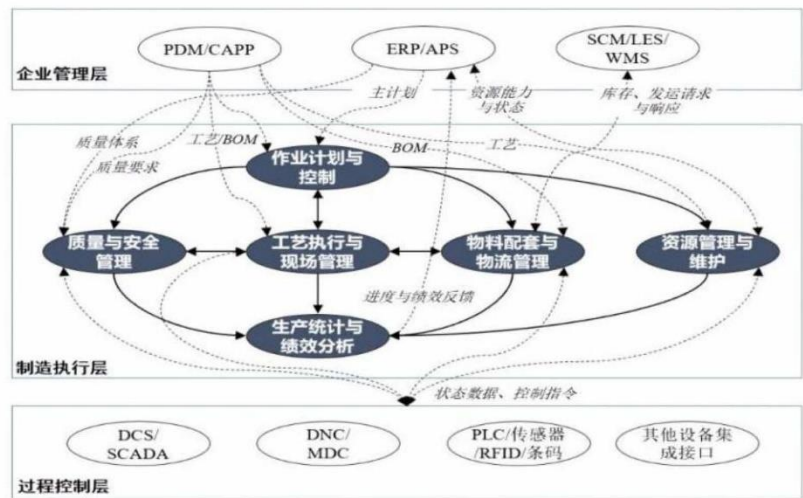 PDM/CAPP
ERP/APS
SCM/LES/
WMS
企业管理层
主计划
资源能力
与状态
库存、发运请求
与响应
质量体系
质量要求
工艺/BOM
BOM
工艺
作业计划与
控制
质量与安全
管理
工艺执行与
现场管理
物料配套与
物流管理
资源管理与
维护
进度与绩效反馈
生产统计与
绩效分析
制造执行层
状态数据、控制指令
DCS/
SCADA
DNC/
MDC
PLC/传感器
/RFID/条码
其他设备集
成接口
过程控制层